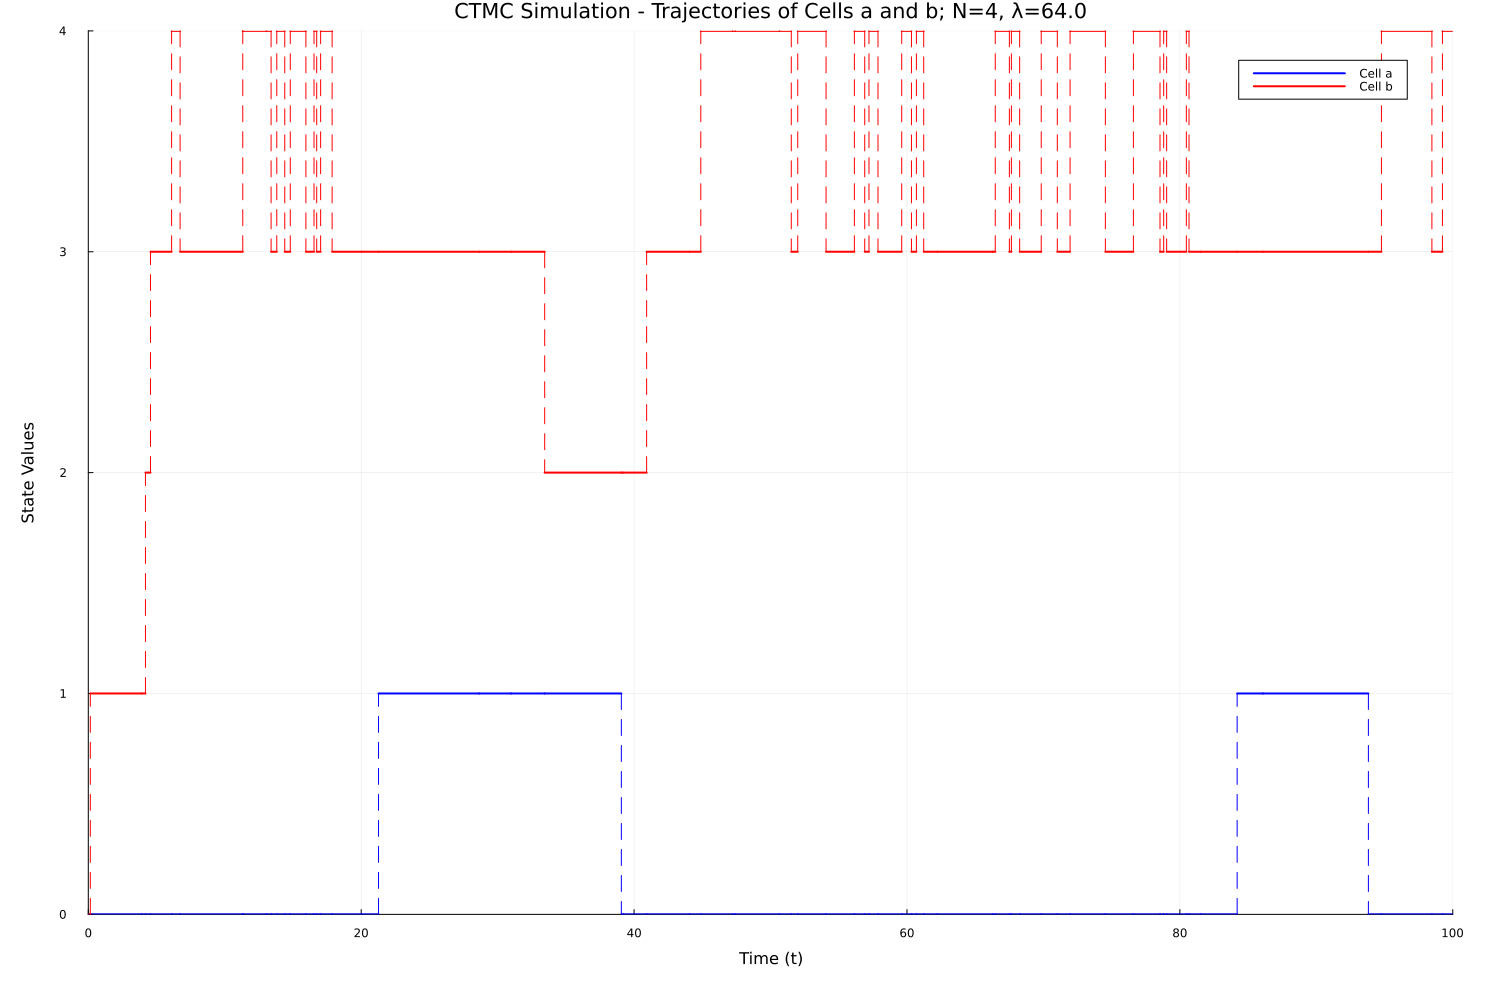 CTMC Simulation - Trajectories of Cells a and b; N=4, λ=64.0
4
Cell a
Cell b
3
State Values
2
1
0
0 20 40 60 80 100
Time (t)